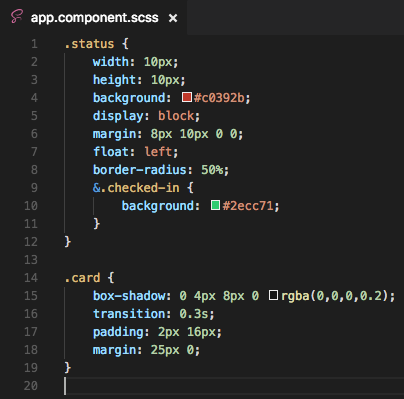 app.component.scss ×
1 .status {
2     width: 10px;
3     height: 10px;
4     background: #c0392b;
5     display: block;
6     margin: 8px 10px 0 0;
7     float: left;
8     border-radius: 50%;
9     &.checked-in {
10         background: #2ecc71;
11     }
12 }
13
14 .card {
15     box-shadow: 0 4px 8px 0 rgba(0,0,0,0.2);
16     transition: 0.3s;
17     padding: 2px 16px;
18     margin: 25px 0;
19 }
20